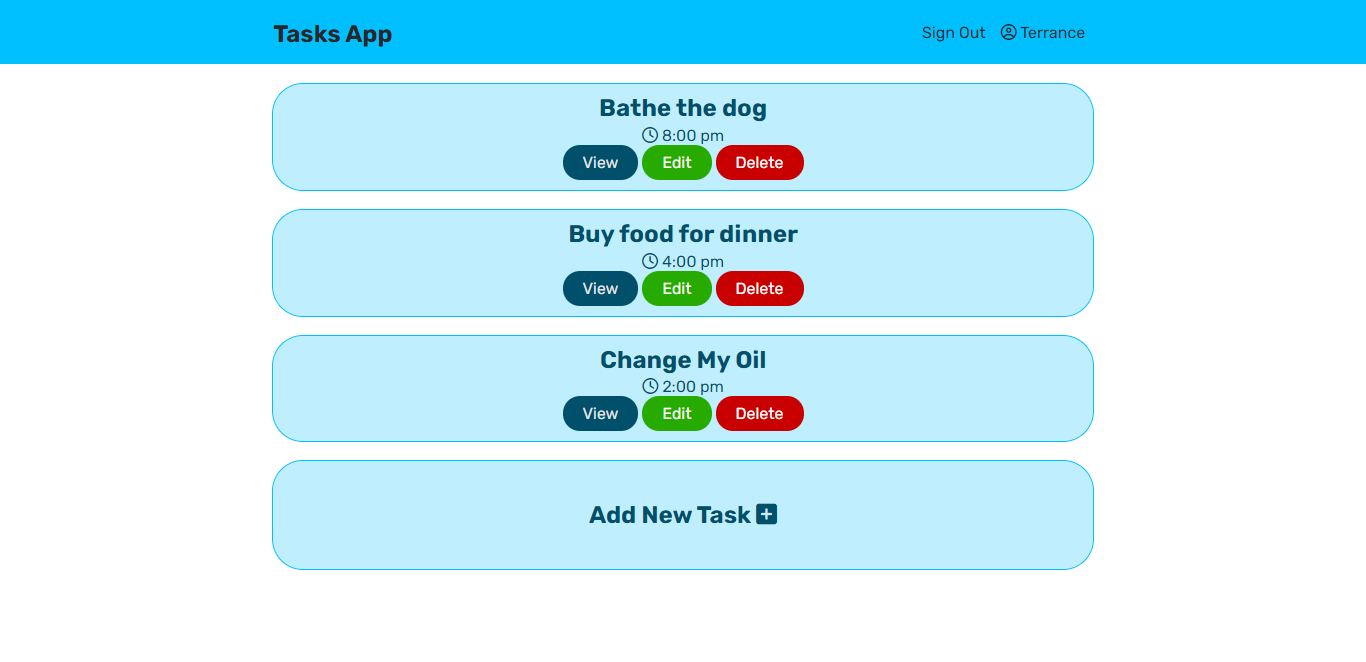 Tasks App
Sign Out Terrance
Bathe the dog
8:00 pm
View Edit Delete
Buy food for dinner
4:00 pm
View Edit Delete
Change My Oil
2:00 pm
View Edit Delete
Add New Task